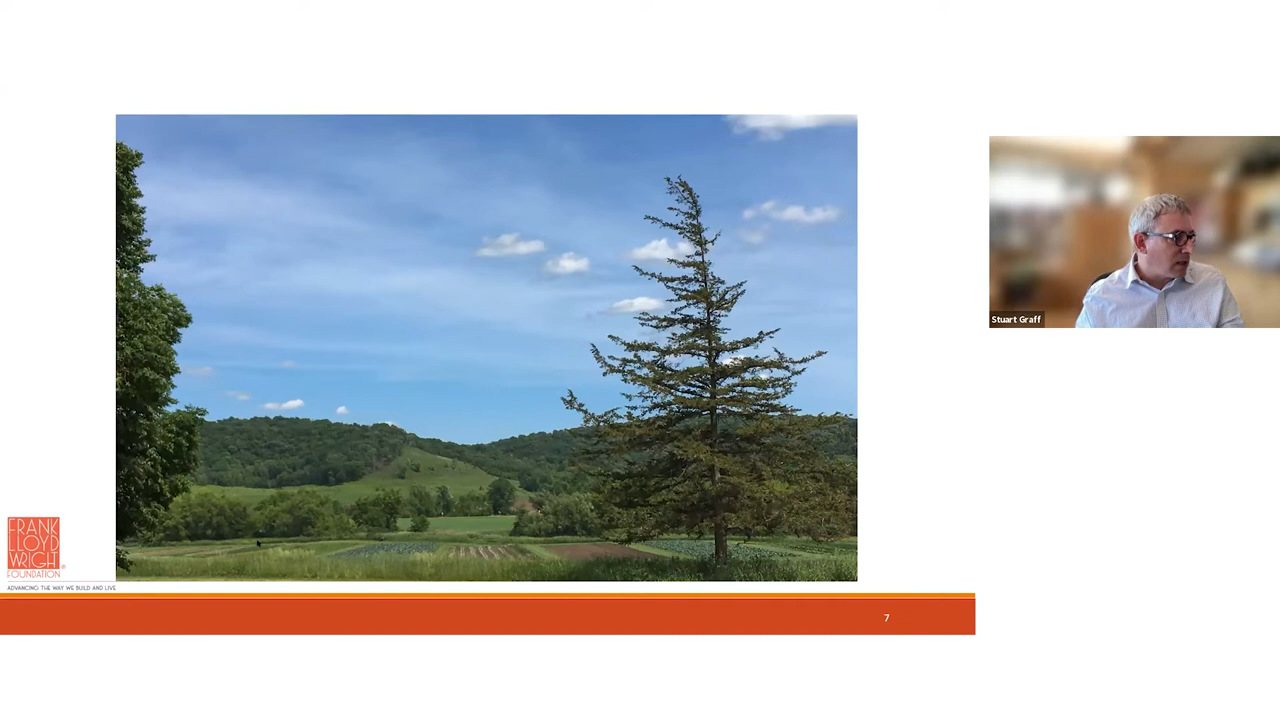 FRANK
LLOYD
WRIGHT
FOUNDATION
ADVANCING THE WAY WE BUILD AND LIVE
7
Stuart Graff